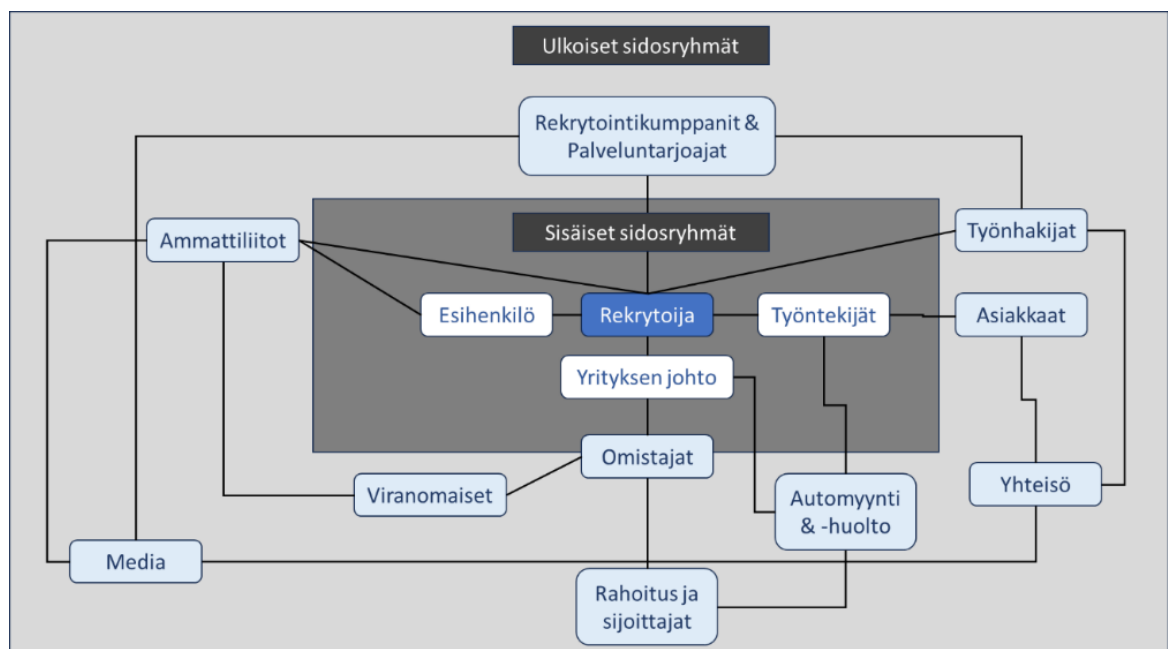 Ulkoiset sidosryhmät
Rekrytointikumppanit &
Palveluntarjoajat
Ammattiliitot
Sisäiset sidosryhmät
Työnhakijat
Esihenkilö
Rekrytoija
Työntekijät
Asiakkaat
Yrityksen johto
Omistajat
Viranomaiset
Automyynti
& -huolto
Yhteisö
Media
Rahoitus ja
sijoittajat